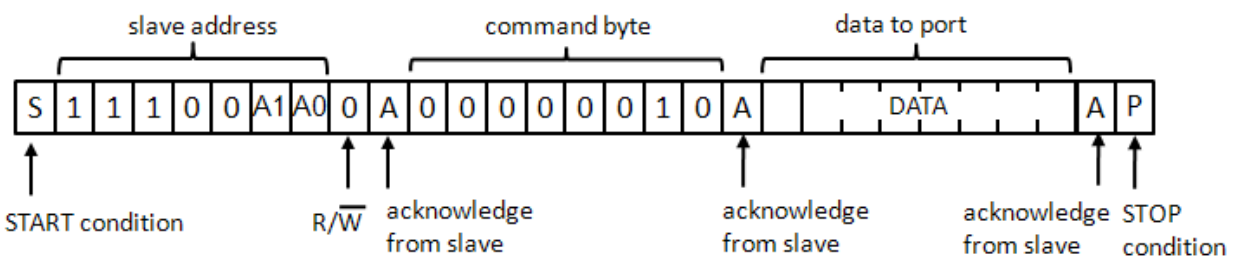 slave address command byte data to port
S 1 1 1 0 0 A1 A0 0 A 0 0 0 0 0 0 1 0 A DATA A P
START condition R/W̅ acknowledge acknowledge acknowledge STOP
from slave from slave from slave condition